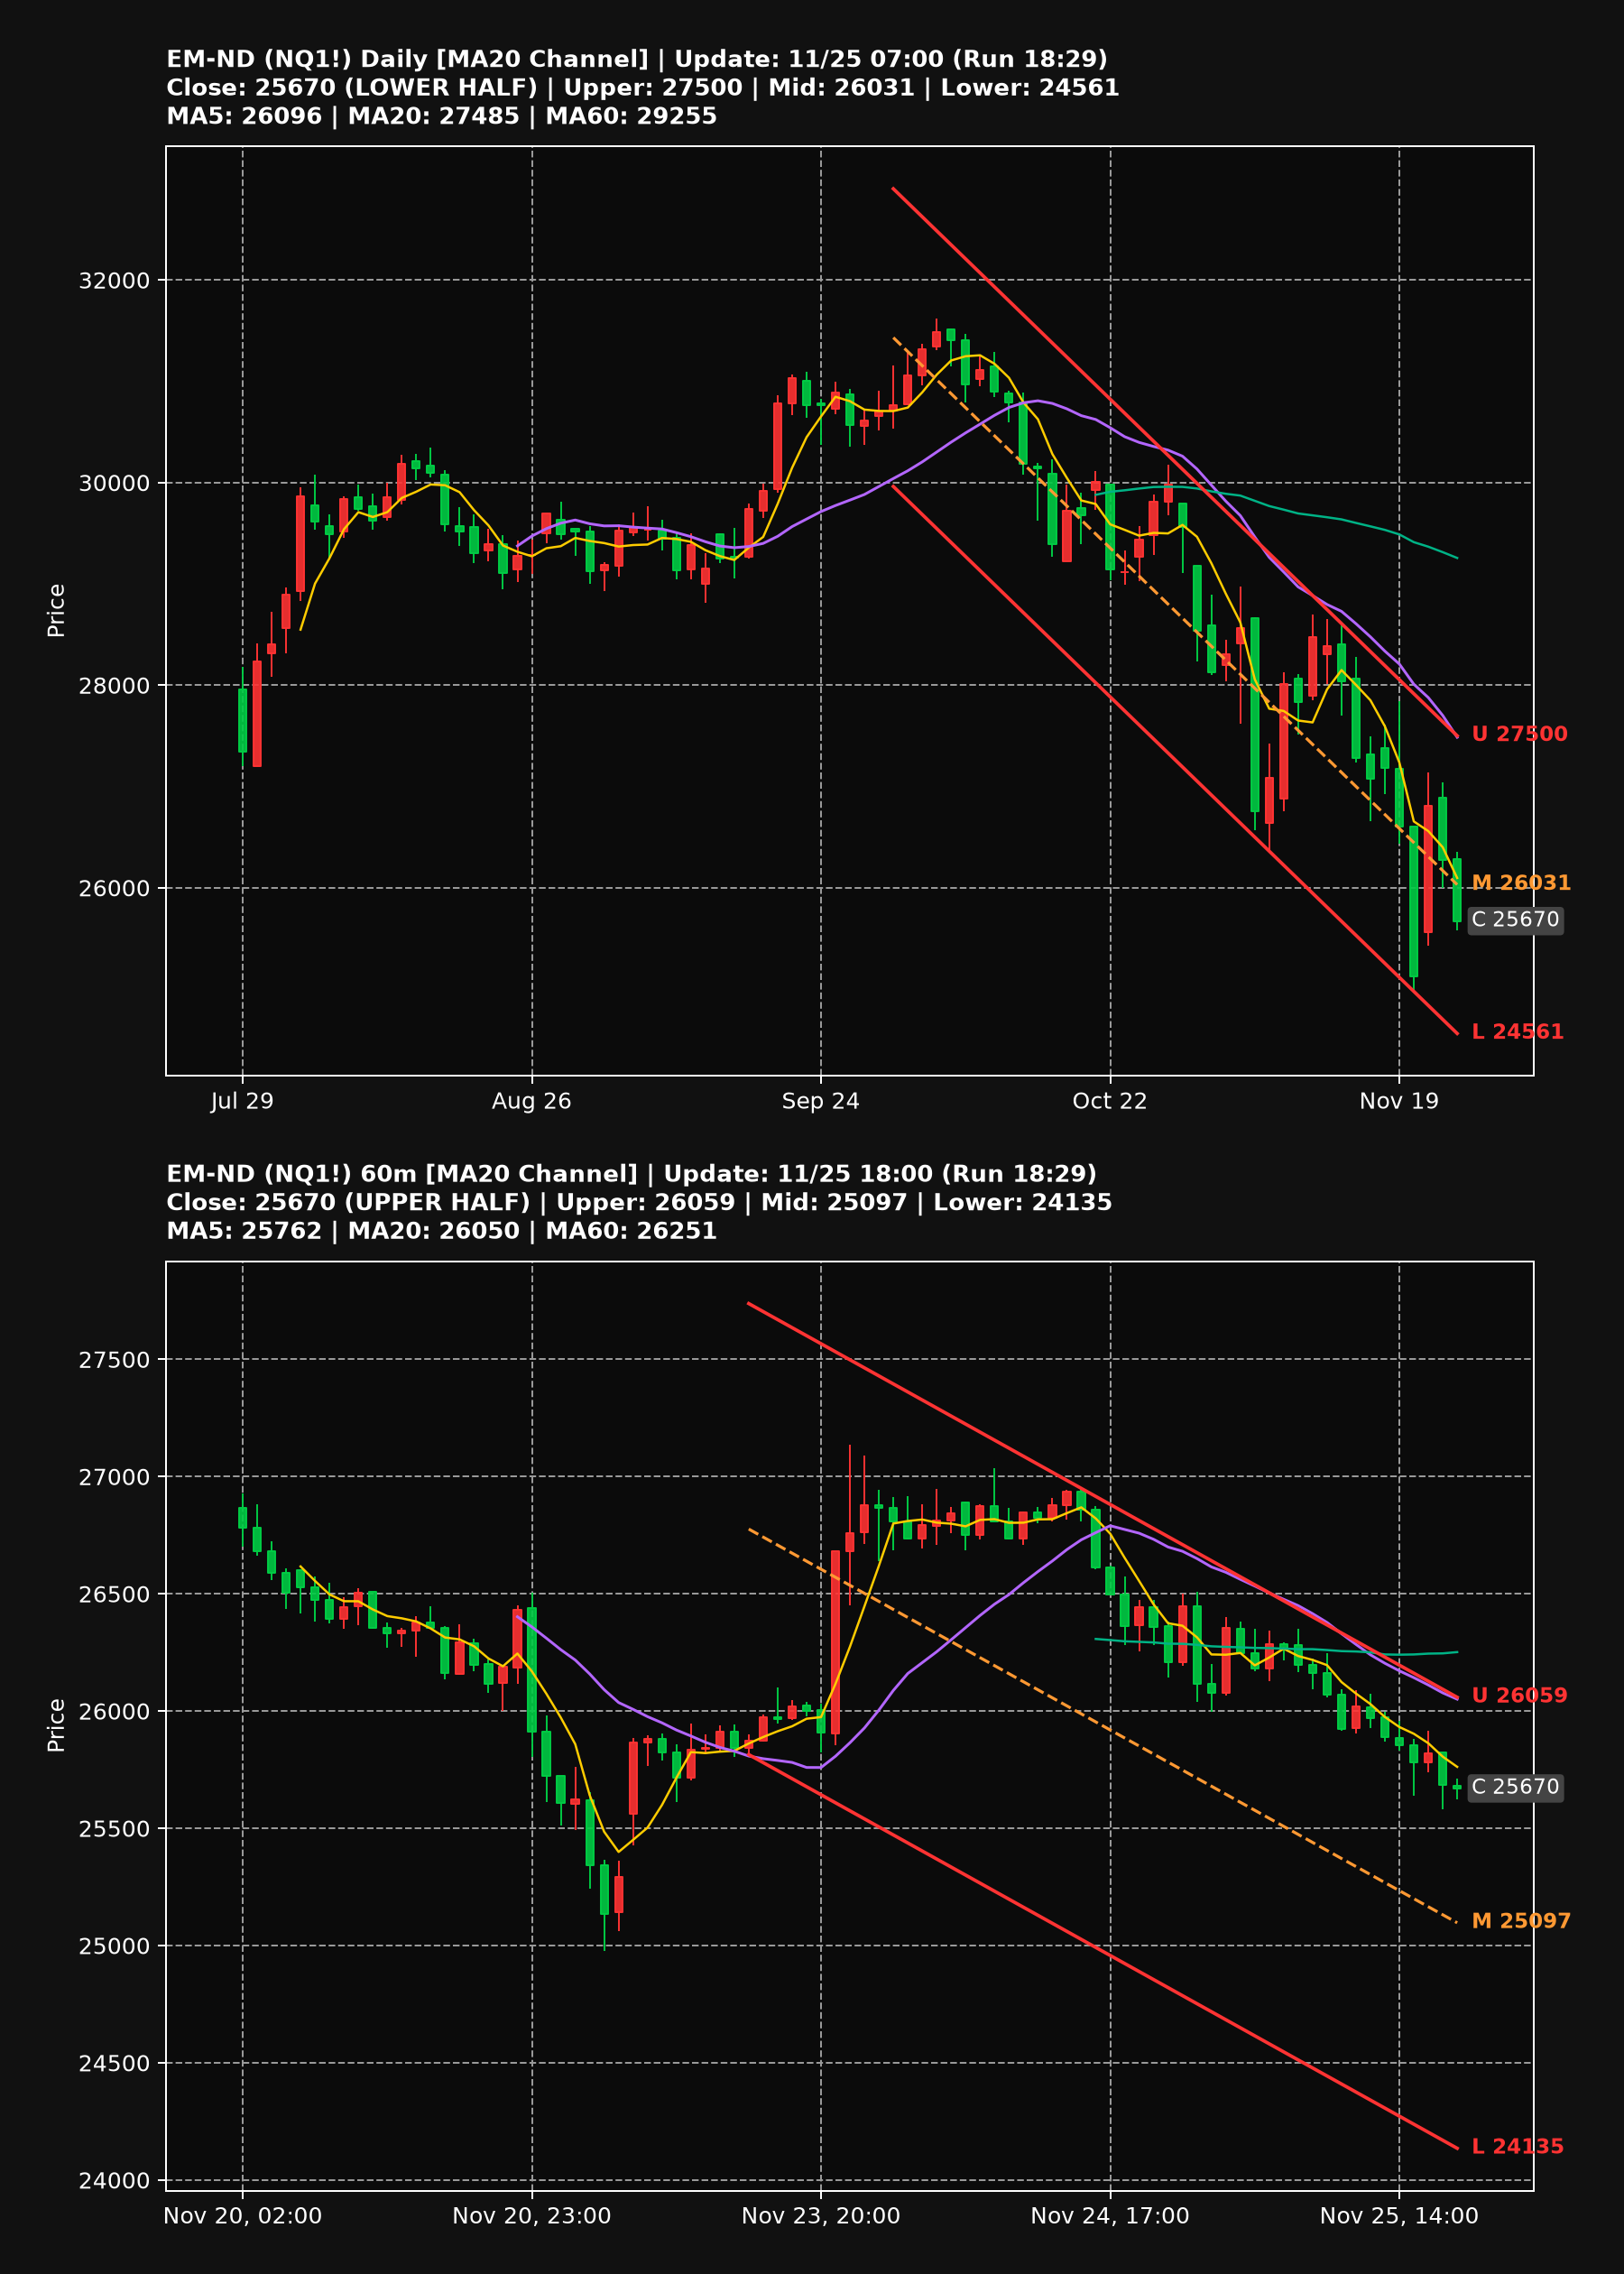 EM-ND (NQ1!) Daily [MA20 Channel] | Update: 11/25 07:00 (Run 18:29)
Close: 25670 (LOWER HALF) | Upper: 27500 | Mid: 26031 | Lower: 24561
MA5: 26096 | MA20: 27485 | MA60: 29255
32000
30000
28000
26000
Price
U 27500
M 26031
C 25670
L 24561
Jul 29
Aug 26
Sep 24
Oct 22
Nov 19
EM-ND (NQ1!) 60m [MA20 Channel] | Update: 11/25 18:00 (Run 18:29)
Close: 25670 (UPPER HALF) | Upper: 26059 | Mid: 25097 | Lower: 24135
MA5: 25762 | MA20: 26050 | MA60: 26251
27500
27000
26500
26000
25500
25000
24500
24000
Price
U 26059
C 25670
M 25097
L 24135
Nov 20, 02:00
Nov 20, 23:00
Nov 23, 20:00
Nov 24, 17:00
Nov 25, 14:00